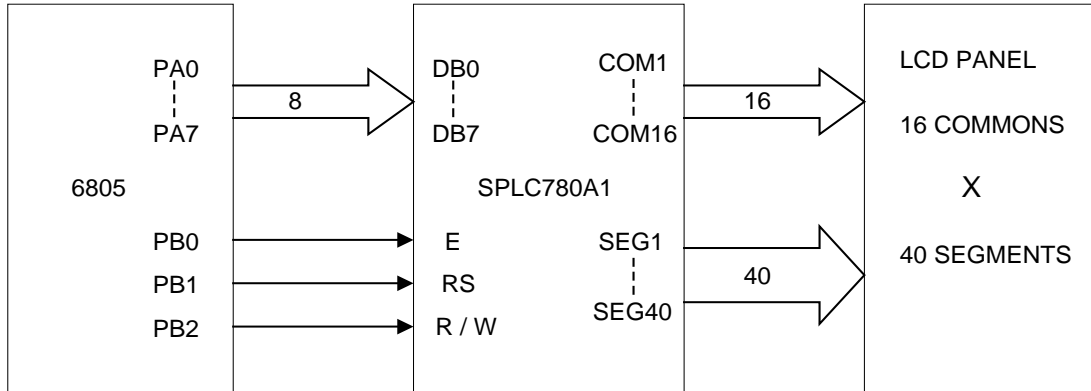 PA0
PA7
6805
PB0
PB1
PB2
8
DB0
DB7
SPLC780A1
E
RS
R / W
COM1
COM16
SEG1
SEG40
16
40
LCD PANEL
16 COMMONS
X
40 SEGMENTS